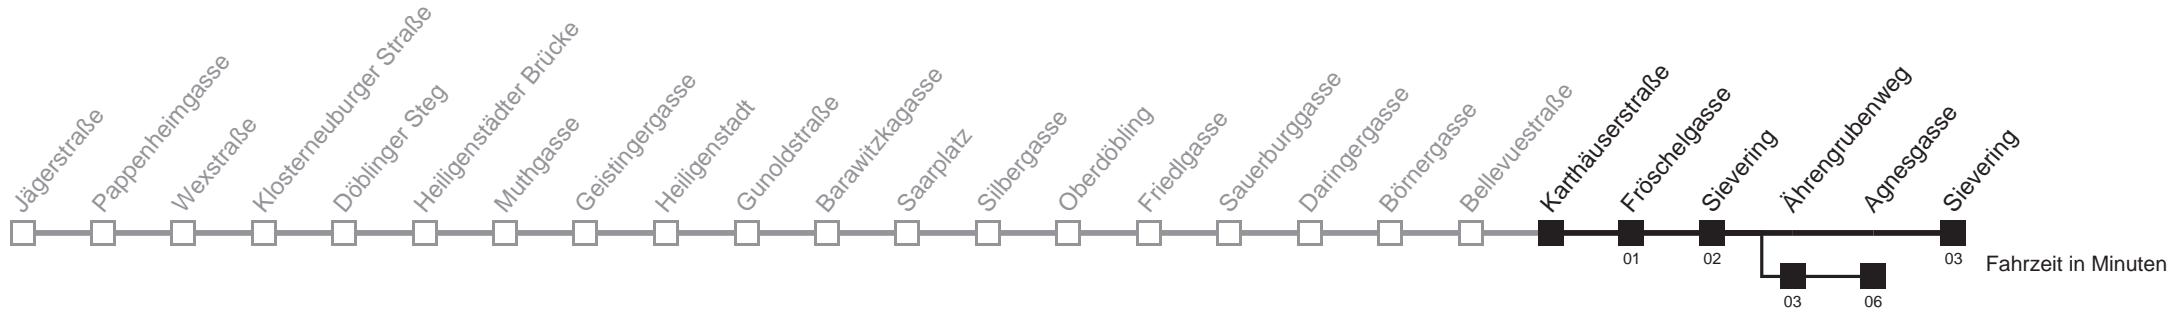 Jägerstraße
Pappenheimgasse
Wexstraße
Klosterneuburger Straße
Döblinger Steg
Heiligenstädter Brücke
Muthgasse
Geistingergasse
Heiligenstadt
Gunoldstraße
Barawitzkagasse
Saarplatz
Silbergasse
Oberdöbling
Friedlgasse
Sauerburggasse
Daringergasse
Börnergasse
Bellevuestraße
Karthäuserstraße
Fröschelgasse
Sievering
Ährengrubenweg
Agnesgasse
Sievering
01
02
03
Fahrzeit in Minuten
03
06